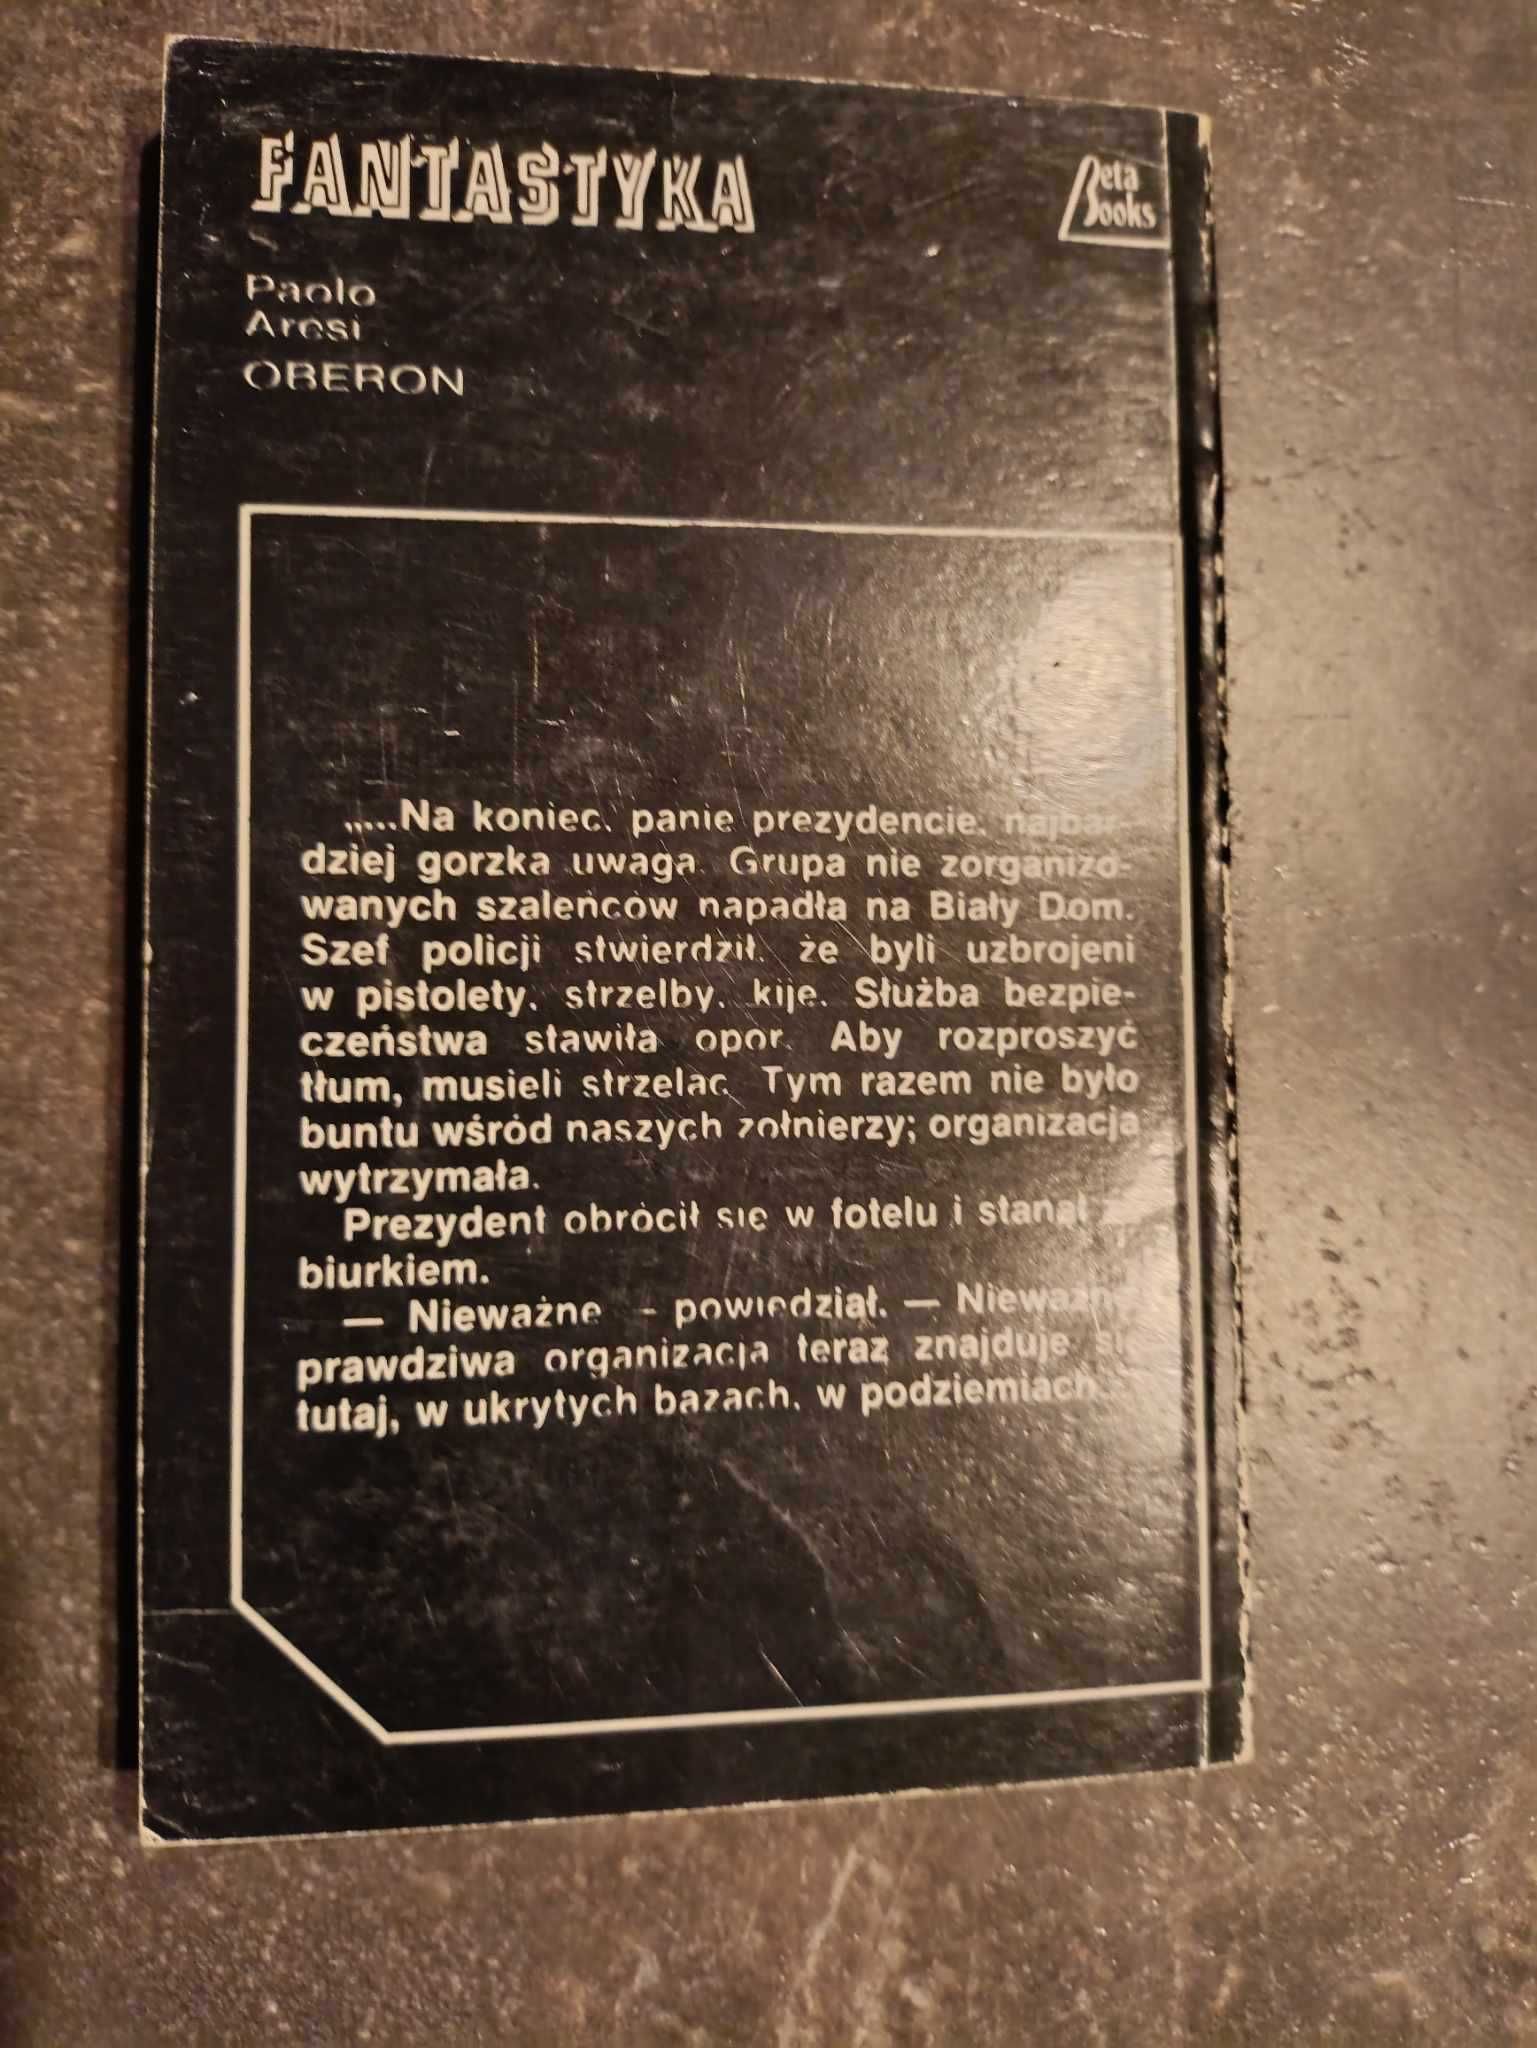 FANTASTYKA
Beta
Books
Paolo
Aresi
OBERON
„....Na koniec, panie prezydencie, najbar-
dziej gorzka uwaga. Grupa nie zorganizo-
wanych szaleńców napadła na Biały Dom.
Szef policji stwierdził, że byli uzbrojeni
w pistolety, strzelby, kije. Służba bezpie-
czeństwa stawiła opór. Aby rozproszyć
tłum, musieli strzelać. Tym razem nie było
buntu wśród naszych żołnierzy; organizacja
wytrzymała.
Prezydent obrócił się w fotelu i stanął
biurkiem.
— Nieważne — powiedział. — Nieważne,
prawdziwa organizacja teraz znajduje się
tutaj, w ukrytych bazach, w podziemiach...